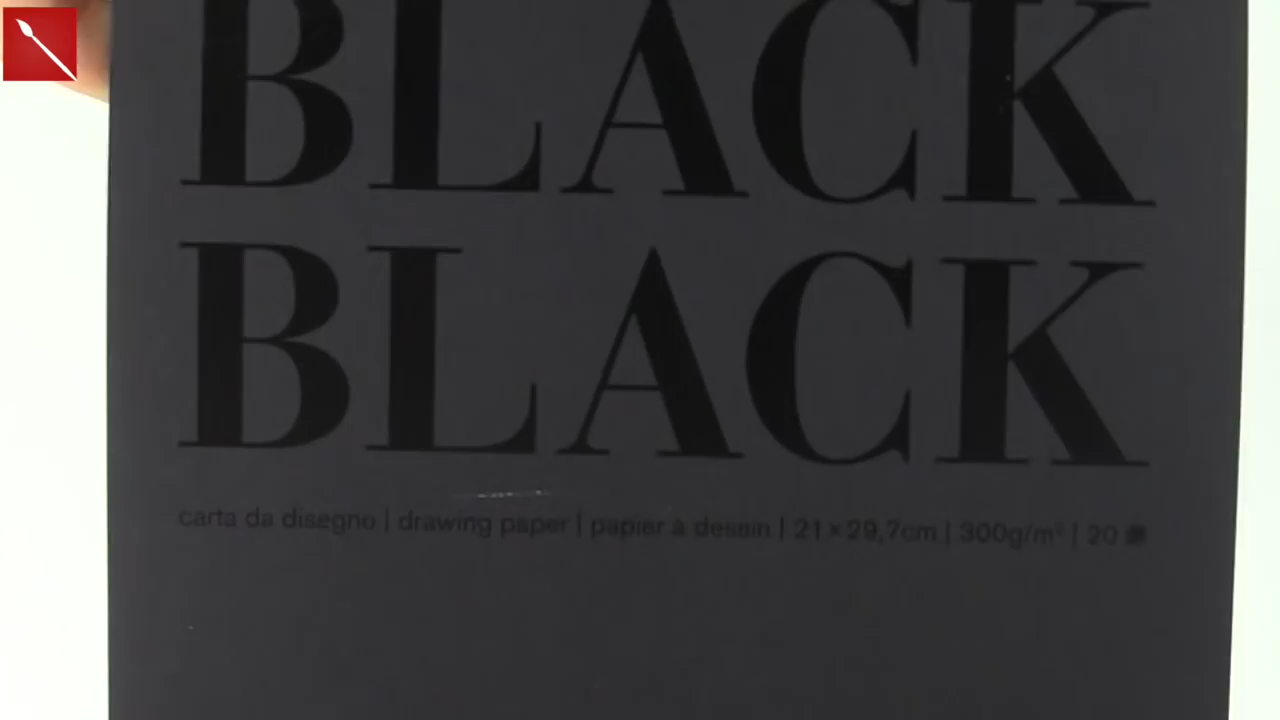 BLACK
BLACK
carta da disegno | drawing paper | papier à dessin | 21×29,7cm | 300g/m² | 20